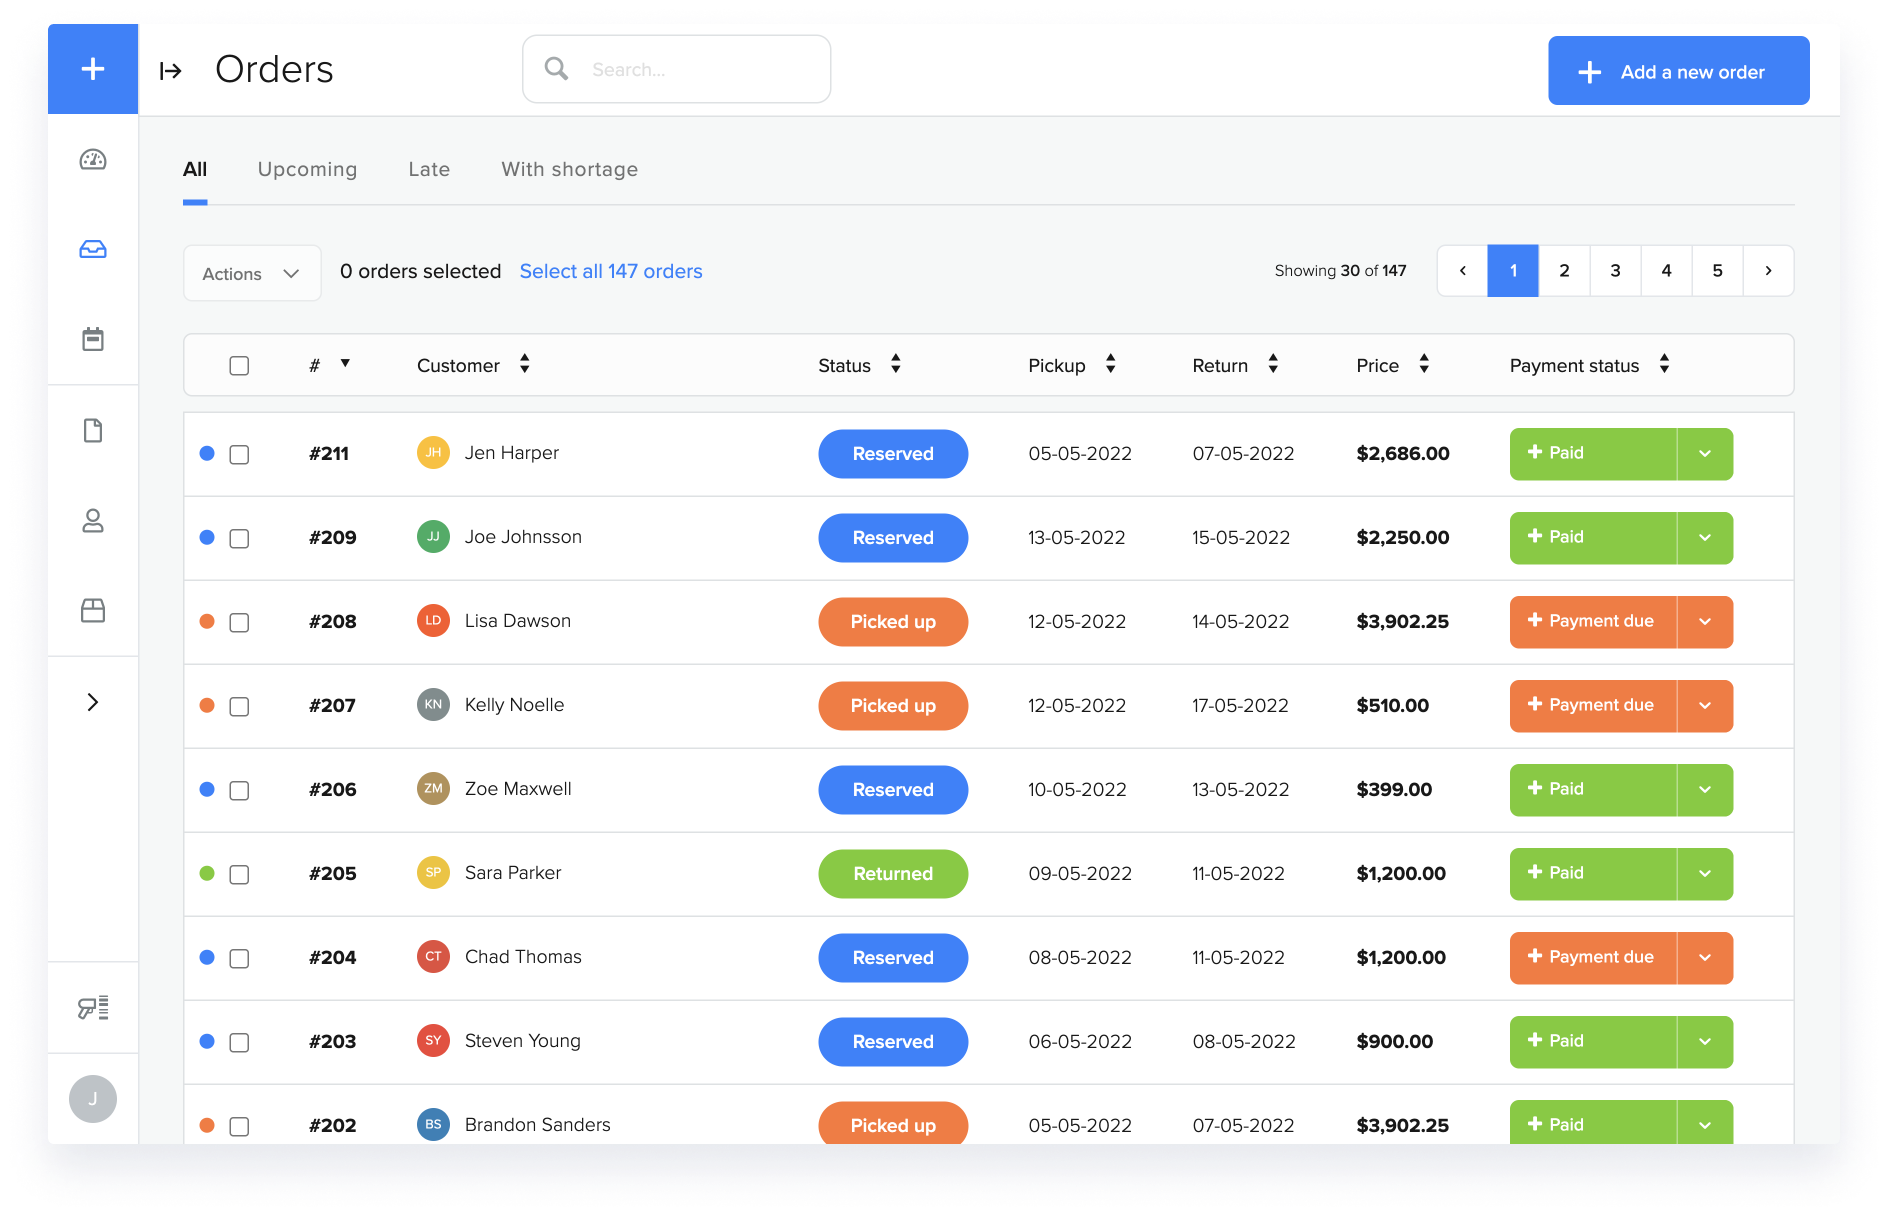 Orders
Search...
Add a new order
All Upcoming Late With shortage
Actions 0 orders selected Select all 147 orders Showing 30 of 147 ‹ 1 2 3 4 5 ›
# Customer Status Pickup Return Price Payment status
#211 JH Jen Harper Reserved 05-05-2022 07-05-2022 $2,686.00 + Paid
#209 JJ Joe Johnsson Reserved 13-05-2022 15-05-2022 $2,250.00 + Paid
#208 LD Lisa Dawson Picked up 12-05-2022 14-05-2022 $3,902.25 + Payment due
#207 KN Kelly Noelle Picked up 12-05-2022 17-05-2022 $510.00 + Payment due
#206 ZM Zoe Maxwell Reserved 10-05-2022 13-05-2022 $399.00 + Paid
#205 SP Sara Parker Returned 09-05-2022 11-05-2022 $1,200.00 + Paid
#204 CT Chad Thomas Reserved 08-05-2022 11-05-2022 $1,200.00 + Payment due
#203 SY Steven Young Reserved 06-05-2022 08-05-2022 $900.00 + Paid
#202 BS Brandon Sanders Picked up 05-05-2022 07-05-2022 $3,902.25 + Paid
J